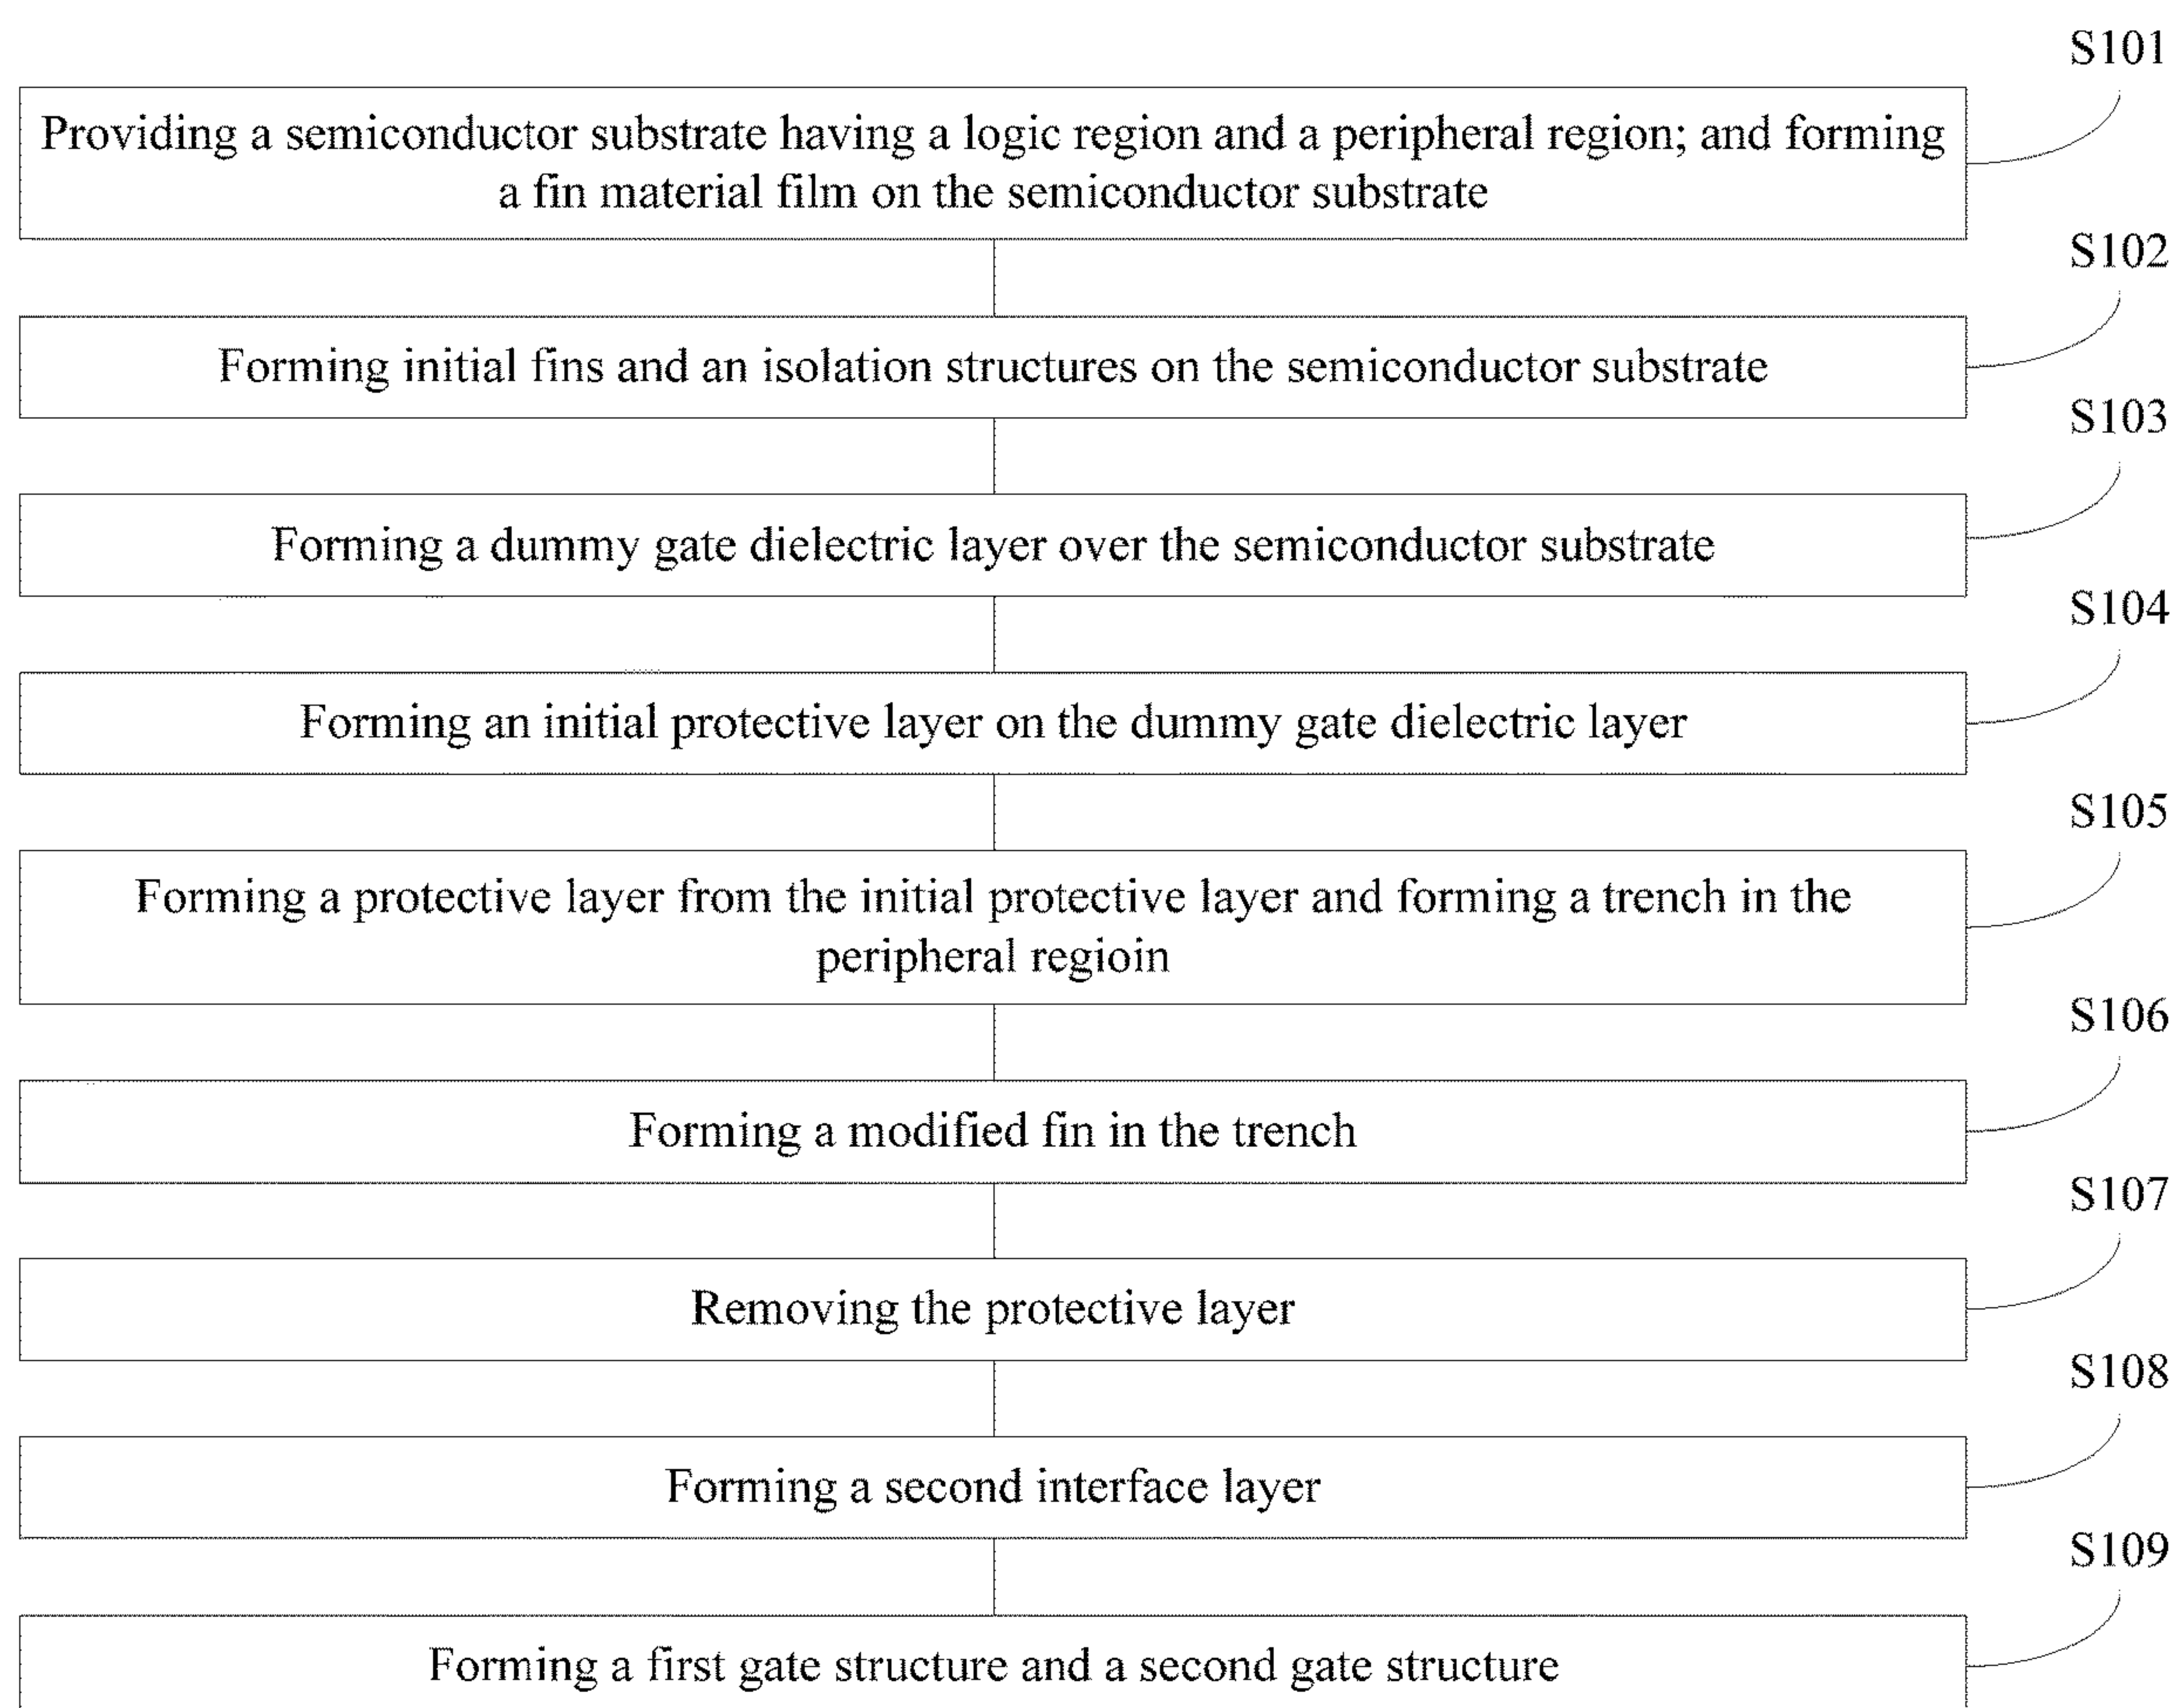 S101
Providing a semiconductor substrate having a logic region and a peripheral region; and forming
a fin material film on the semiconductor substrate
S102
Forming initial fins and an isolation structures on the semiconductor substrate
S103
Forming a dummy gate dielectric layer over the semiconductor substrate
S104
Forming an initial protective layer on the dummy gate dielectric layer
S105
Forming a protective layer from the initial protective layer and forming a trench in the
peripheral regioin
S106
Forming a modified fin in the trench
S107
Removing the protective layer
S108
Forming a second interface layer
S109
Forming a first gate structure and a second gate structure